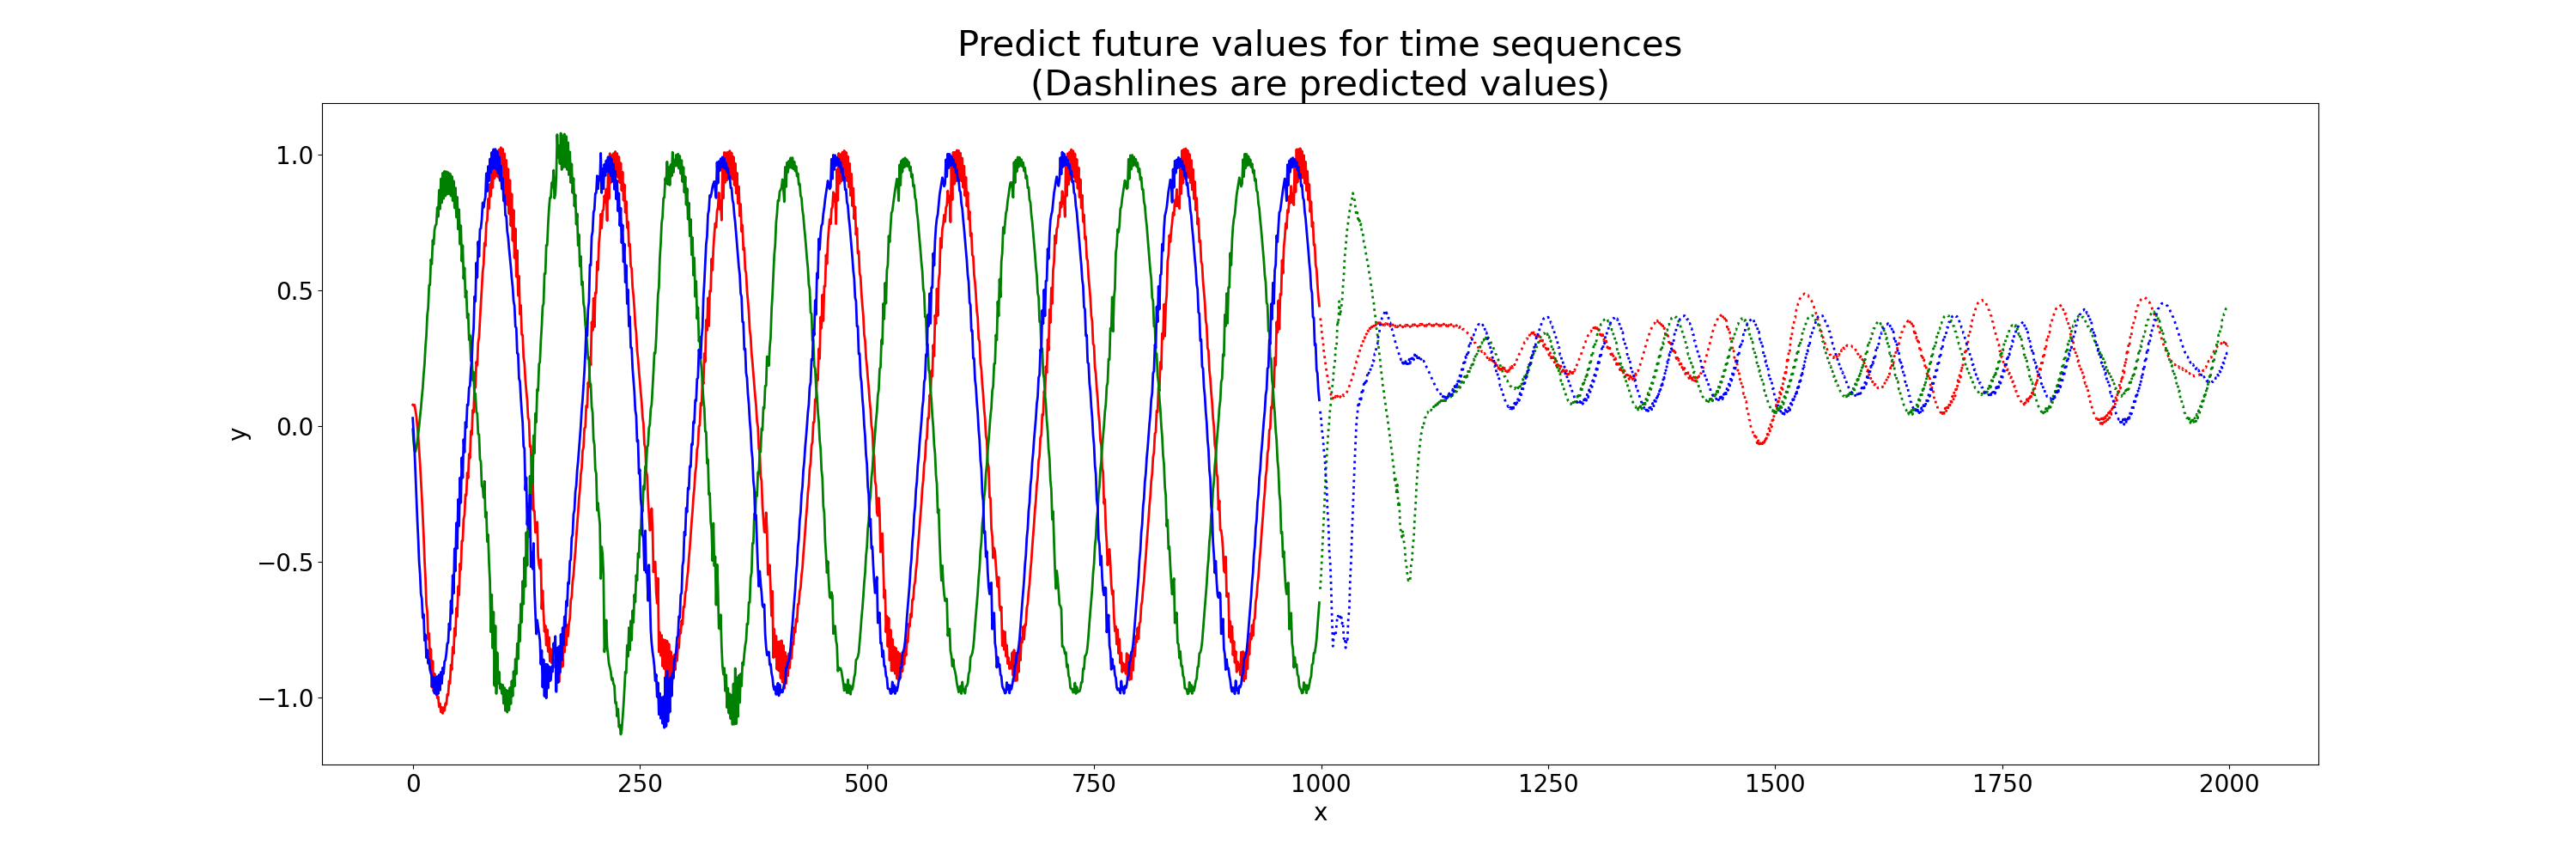 Predict future values for time sequences
(Dashlines are predicted values)
1.0
0.5
0.0
−0.5
−1.0
y
0 250 500 750 1000 1250 1500 1750 2000
x